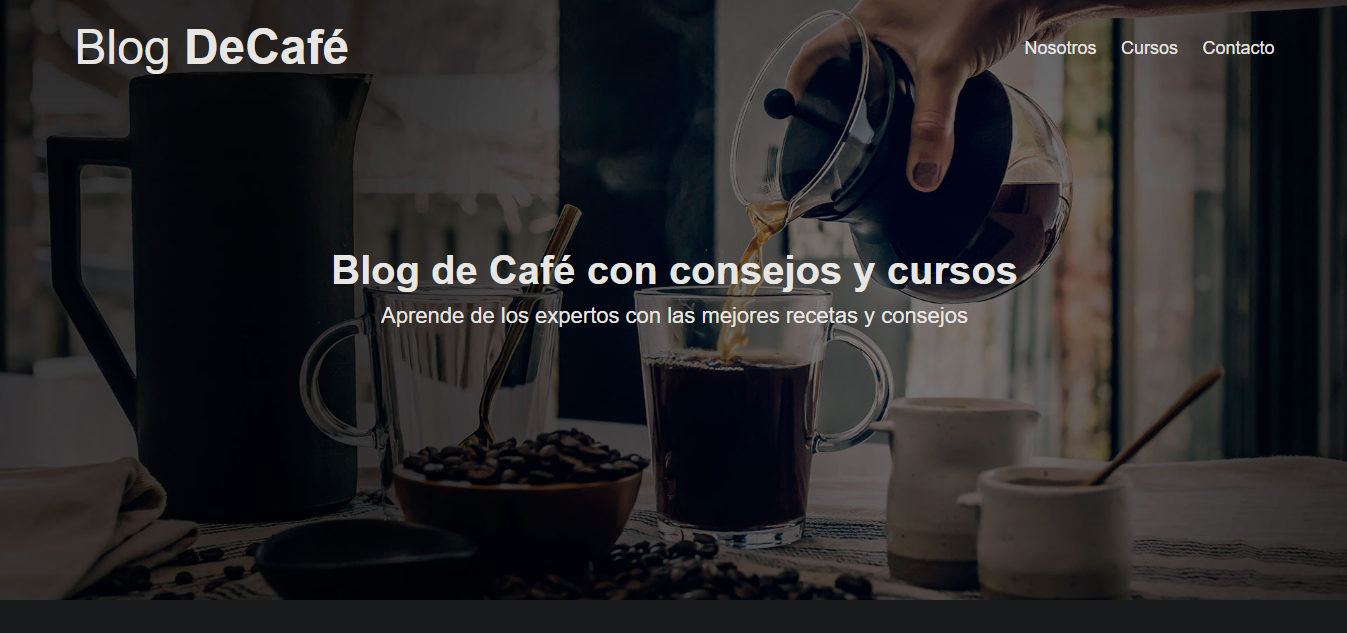 Blog DeCafé
Nosotros Cursos Contacto
Blog de Café con consejos y cursos
Aprende de los expertos con las mejores recetas y consejos